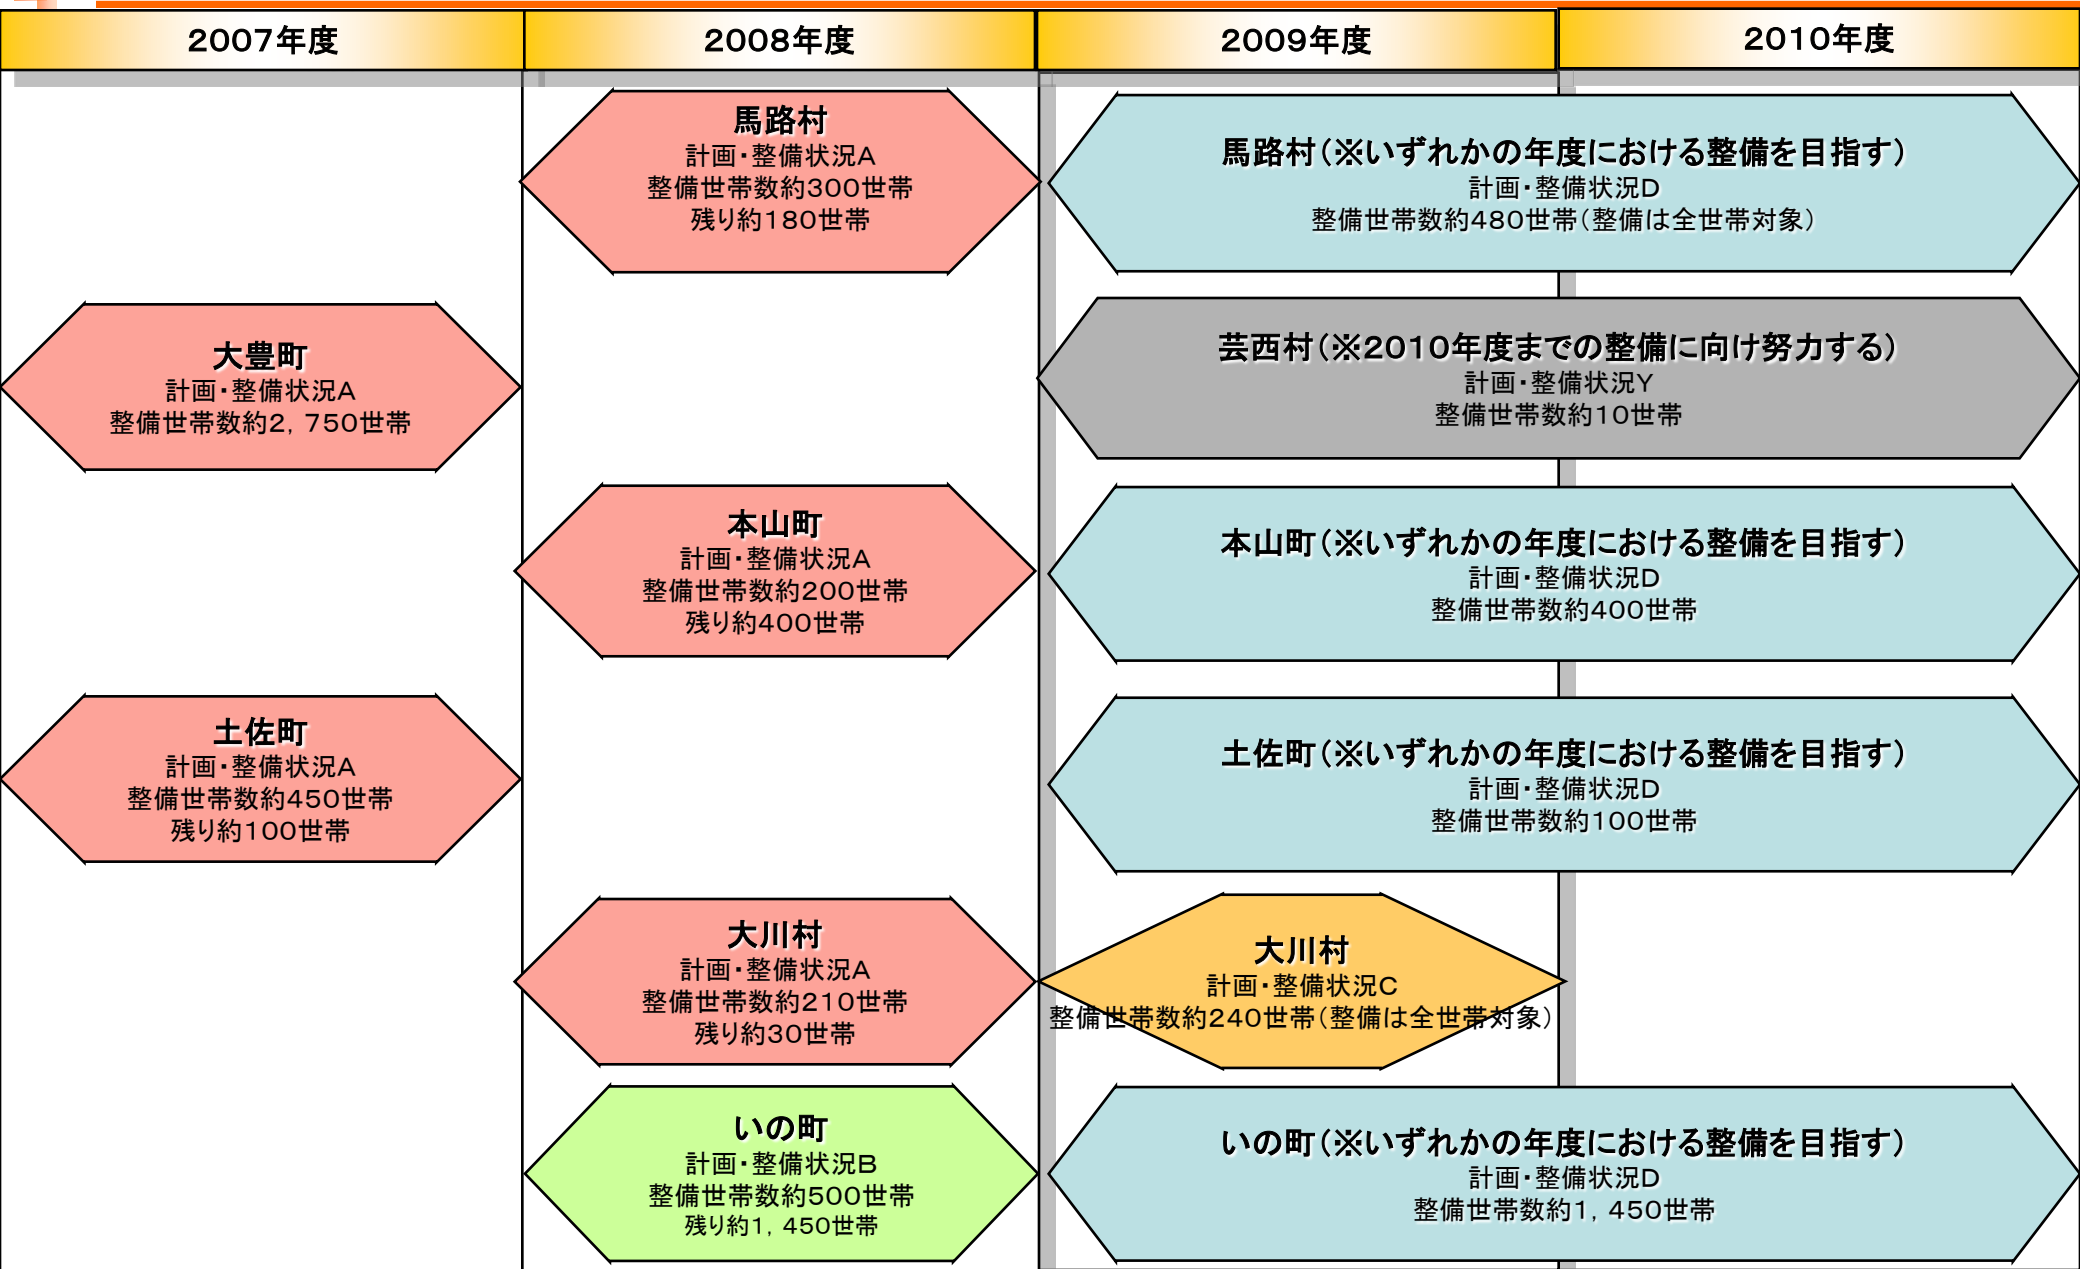 2007年度
2008年度
2009年度
2010年度
馬路村
計画・整備状況A
整備世帯数約300世帯
残り約180世帯
馬路村（※いずれかの年度における整備を目指す）
計画・整備状況D
整備世帯数約480世帯（整備は全世帯対象）
大豊町
計画・整備状況A
整備世帯数約2，750世帯
芸西村（※2010年度までの整備に向け努力する）
計画・整備状況Y
整備世帯数約10世帯
本山町
計画・整備状況A
整備世帯数約200世帯
残り約400世帯
本山町（※いずれかの年度における整備を目指す）
計画・整備状況D
整備世帯数約400世帯
土佐町
計画・整備状況A
整備世帯数約450世帯
残り約100世帯
土佐町（※いずれかの年度における整備を目指す）
計画・整備状況D
整備世帯数約100世帯
大川村
計画・整備状況A
整備世帯数約210世帯
残り約30世帯
大川村
計画・整備状況C
整備世帯数約240世帯（整備は全世帯対象）
いの町
計画・整備状況B
整備世帯数約500世帯
残り約1，450世帯
いの町（※いずれかの年度における整備を目指す）
計画・整備状況D
整備世帯数約1，450世帯